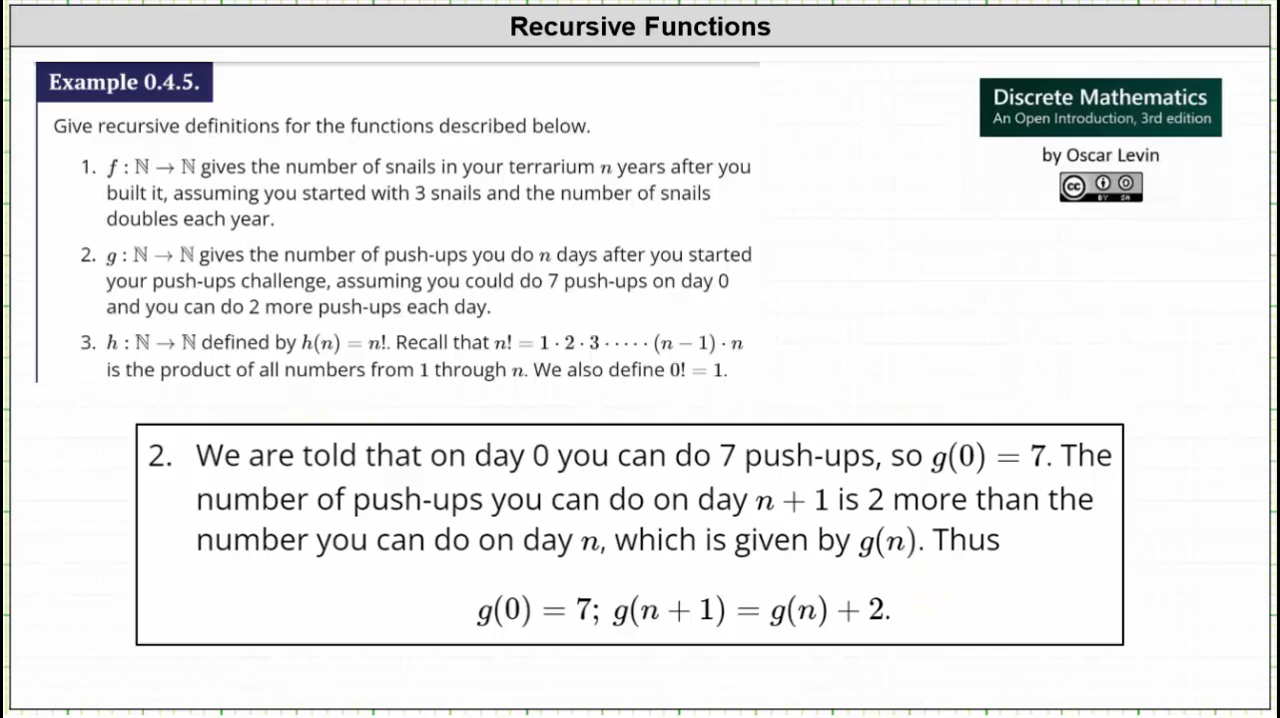 Recursive Functions
Example 0.4.5.
Give recursive definitions for the functions described below.
1. f : ℕ → ℕ gives the number of snails in your terrarium n years after you
built it, assuming you started with 3 snails and the number of snails
doubles each year.
2. g : ℕ → ℕ gives the number of push-ups you do n days after you started
your push-ups challenge, assuming you could do 7 push-ups on day 0
and you can do 2 more push-ups each day.
3. h : ℕ → ℕ defined by h(n) = n!. Recall that n! = 1 · 2 · 3 · · · · · (n − 1) · n
is the product of all numbers from 1 through n. We also define 0! = 1.
Discrete Mathematics
An Open Introduction, 3rd edition
by Oscar Levin
cc
BY SA
2. We are told that on day 0 you can do 7 push-ups, so g(0) = 7. The
number of push-ups you can do on day n + 1 is 2 more than the
number you can do on day n, which is given by g(n). Thus
g(0) = 7; g(n + 1) = g(n) + 2.